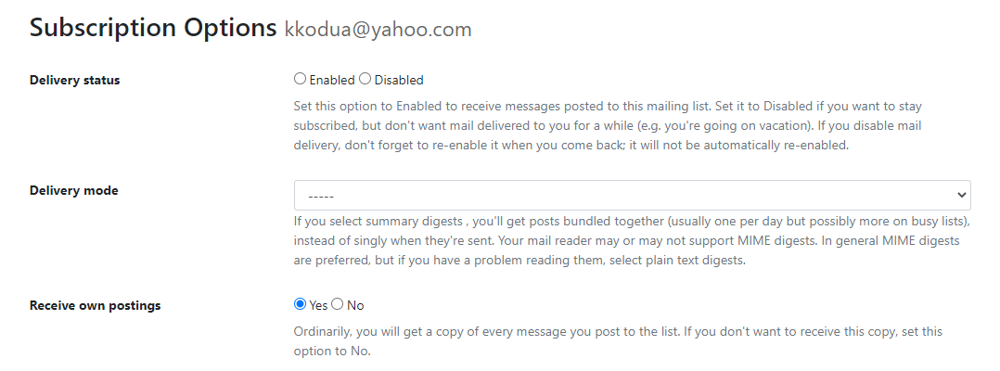 Subscription Options kkodua@yahoo.com
Delivery status
Enabled Disabled
Set this option to Enabled to receive messages posted to this mailing list. Set it to Disabled if you want to stay
subscribed, but don't want mail delivered to you for a while (e.g. you're going on vacation). If you disable mail
delivery, don't forget to re-enable it when you come back; it will not be automatically re-enabled.
Delivery mode
-----
If you select summary digests , you'll get posts bundled together (usually one per day but possibly more on busy lists),
instead of singly when they're sent. Your mail reader may or may not support MIME digests. In general MIME digests
are preferred, but if you have a problem reading them, select plain text digests.
Receive own postings
Yes No
Ordinarily, you will get a copy of every message you post to the list. If you don't want to receive this copy, set this
option to No.